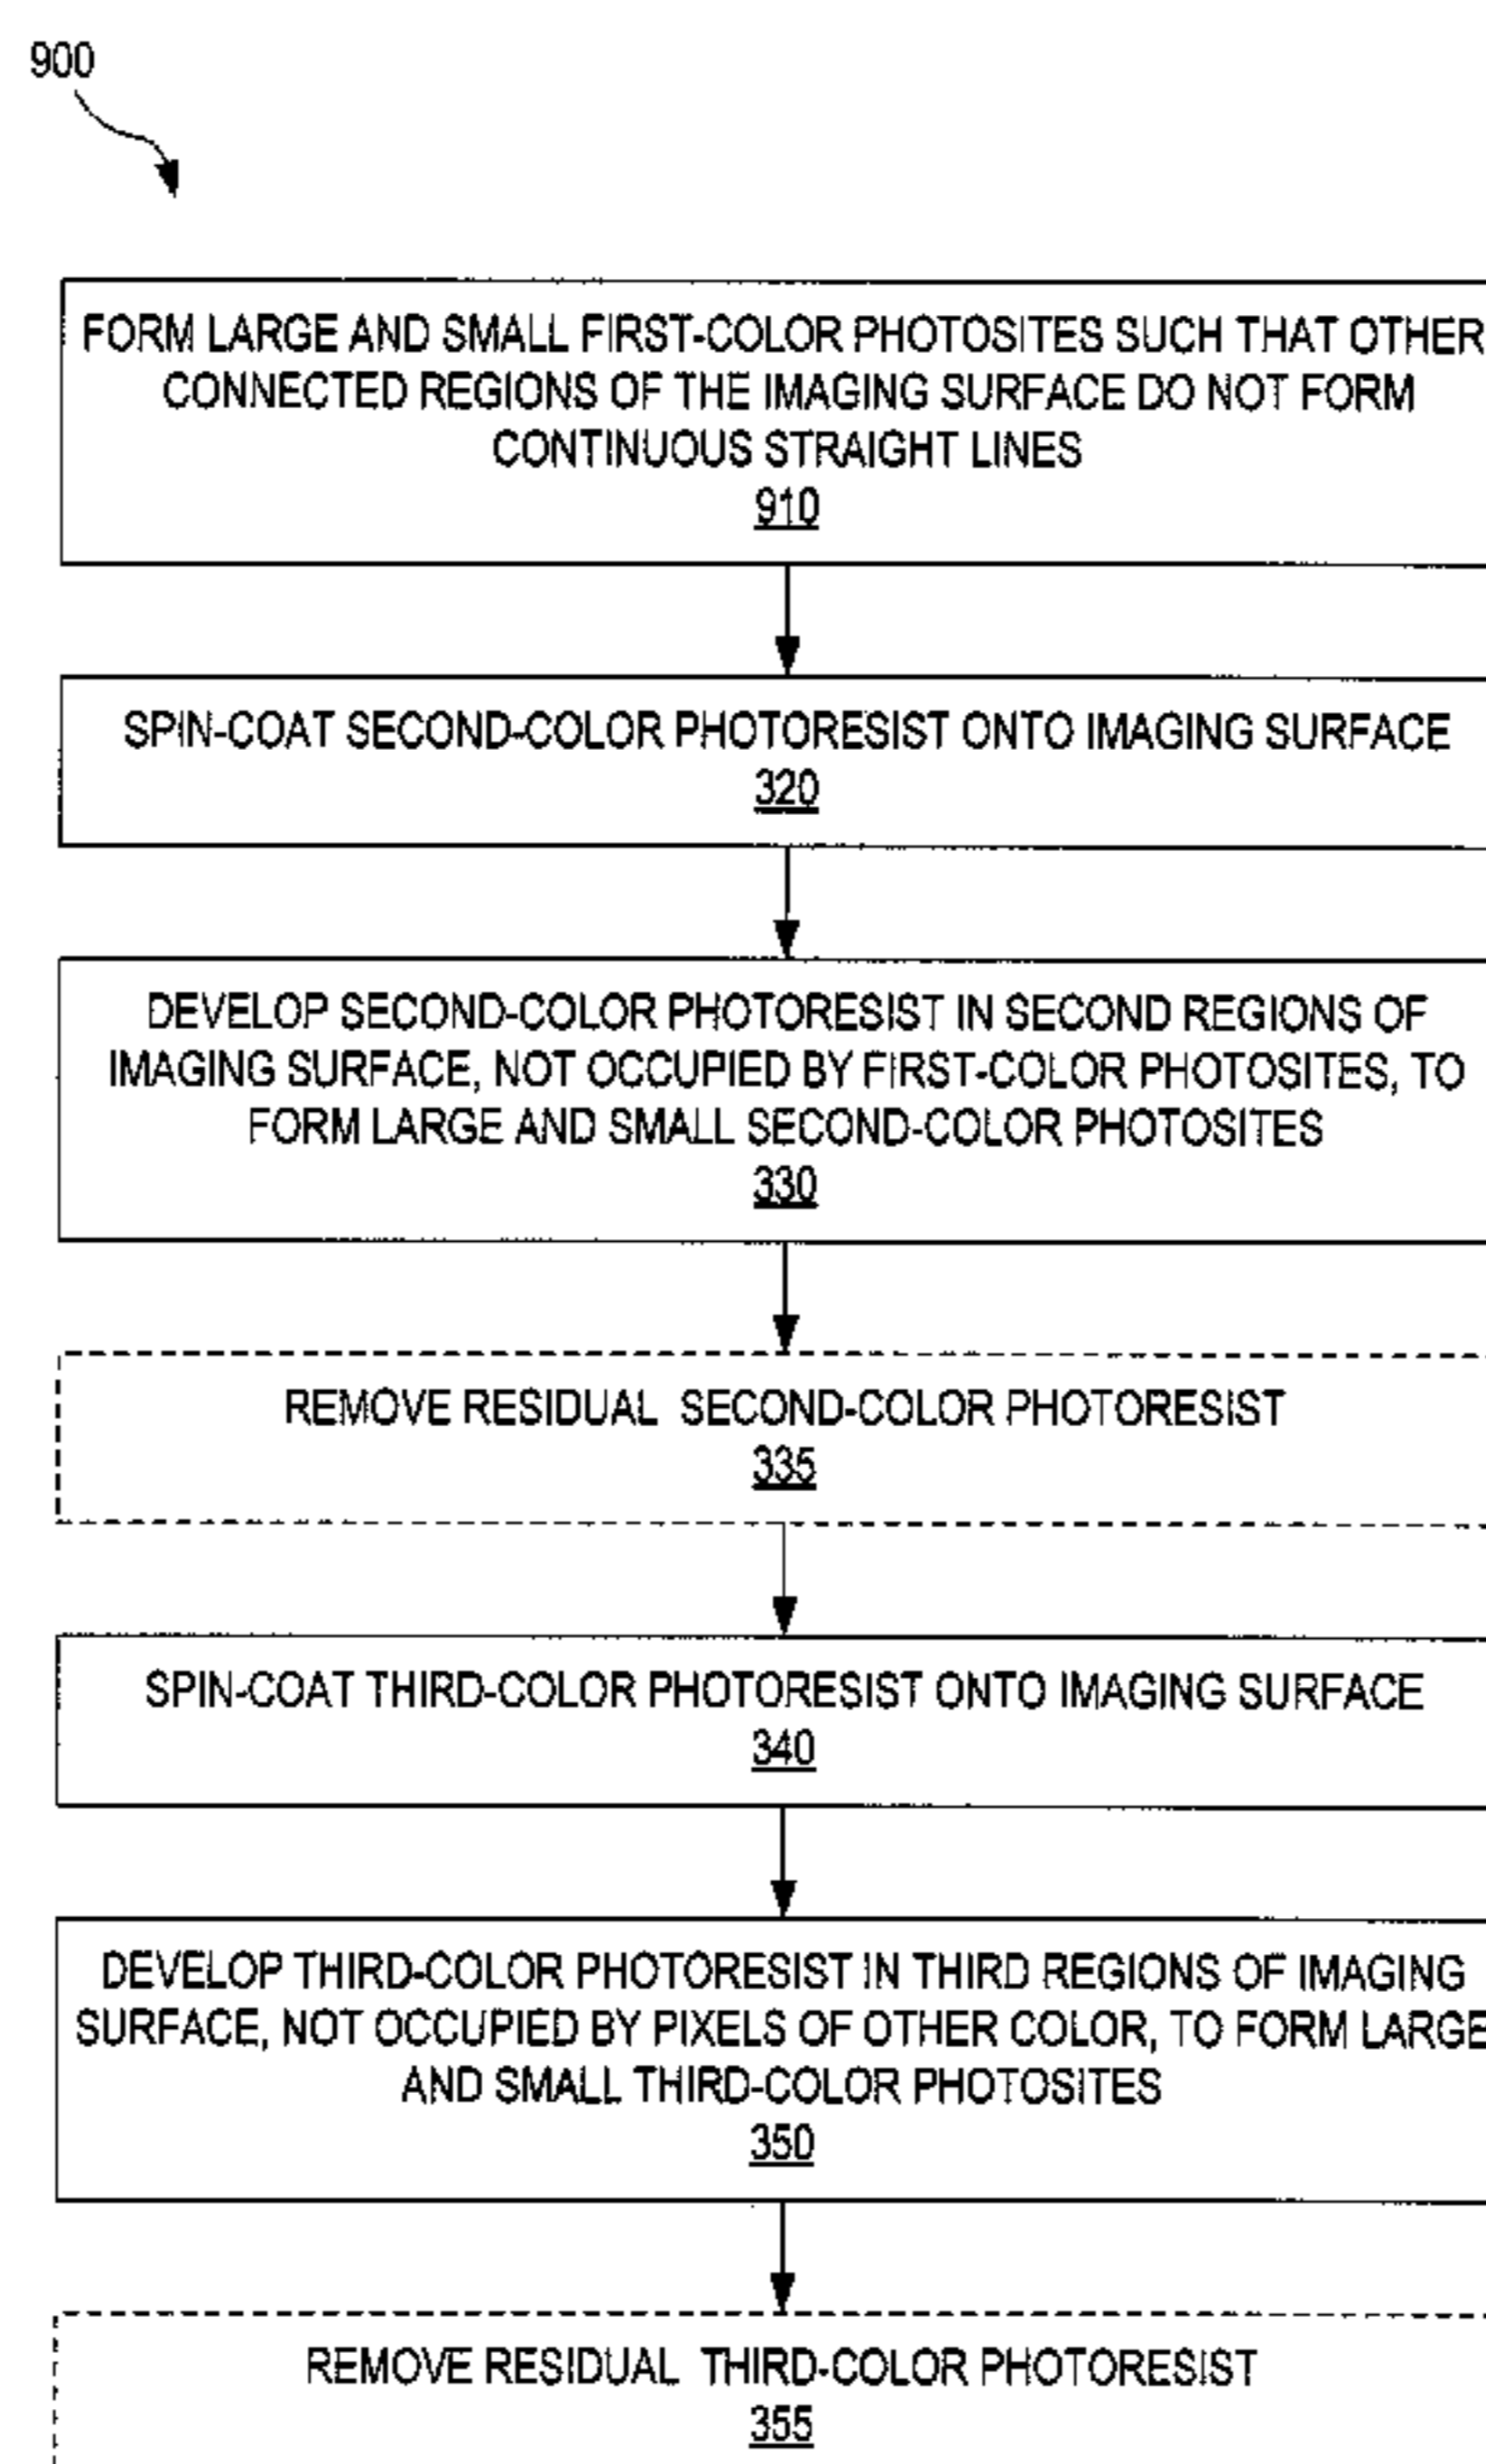 900
FORM LARGE AND SMALL FIRST-COLOR PHOTOSITES SUCH THAT OTHER
CONNECTED REGIONS OF THE IMAGING SURFACE DO NOT FORM
CONTINUOUS STRAIGHT LINES
910
SPIN-COAT SECOND-COLOR PHOTORESIST ONTO IMAGING SURFACE
320
DEVELOP SECOND-COLOR PHOTORESIST IN SECOND REGIONS OF
IMAGING SURFACE, NOT OCCUPIED BY FIRST-COLOR PHOTOSITES, TO
FORM LARGE AND SMALL SECOND-COLOR PHOTOSITES
330
REMOVE RESIDUAL SECOND-COLOR PHOTORESIST
335
SPIN-COAT THIRD-COLOR PHOTORESIST ONTO IMAGING SURFACE
340
DEVELOP THIRD-COLOR PHOTORESIST IN THIRD REGIONS OF IMAGING
SURFACE, NOT OCCUPIED BY PIXELS OF OTHER COLOR, TO FORM LARGE
AND SMALL THIRD-COLOR PHOTOSITES
350
REMOVE RESIDUAL THIRD-COLOR PHOTORESIST
355